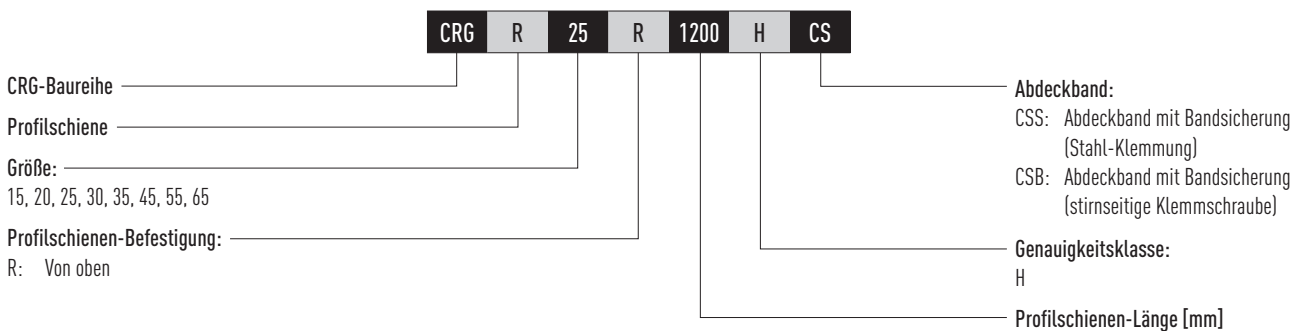 CRG R 25 R 1200 H CS
CRG-Baureihe
Profilschiene
Größe:
15, 20, 25, 30, 35, 45, 55, 65
Profilschienen-Befestigung:
R: Von oben
Abdeckband:
CSS: Abdeckband mit Bandsicherung
(Stahl-Klemmung)
CSB: Abdeckband mit Bandsicherung
(stirnseitige Klemmschraube)
Genauigkeitsklasse:
H
Profilschienen-Länge [mm]